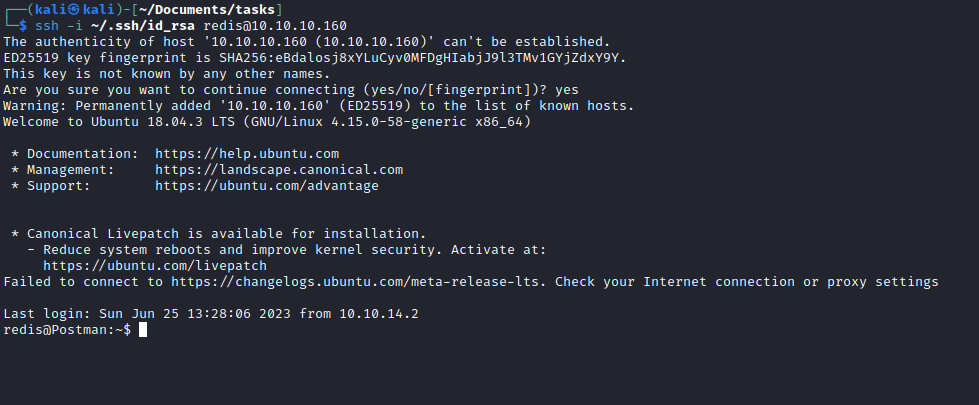 ┌──(kali㉿kali)-[~/Documents/tasks]
└─$ ssh -i ~/.ssh/id_rsa redis@10.10.10.160
The authenticity of host '10.10.10.160 (10.10.10.160)' can't be established.
ED25519 key fingerprint is SHA256:eBdalosj8xYLuCyv0MFDgHIabjJ9l3TMv1GYjZdxY9Y.
This key is not known by any other names.
Are you sure you want to continue connecting (yes/no/[fingerprint])? yes
Warning: Permanently added '10.10.10.160' (ED25519) to the list of known hosts.
Welcome to Ubuntu 18.04.3 LTS (GNU/Linux 4.15.0-58-generic x86_64)

 * Documentation:  https://help.ubuntu.com
 * Management:     https://landscape.canonical.com
 * Support:        https://ubuntu.com/advantage


 * Canonical Livepatch is available for installation.
   - Reduce system reboots and improve kernel security. Activate at:
     https://ubuntu.com/livepatch
Failed to connect to https://changelogs.ubuntu.com/meta-release-lts. Check your Internet connection or proxy settings

Last login: Sun Jun 25 13:28:06 2023 from 10.10.14.2
redis@Postman:~$